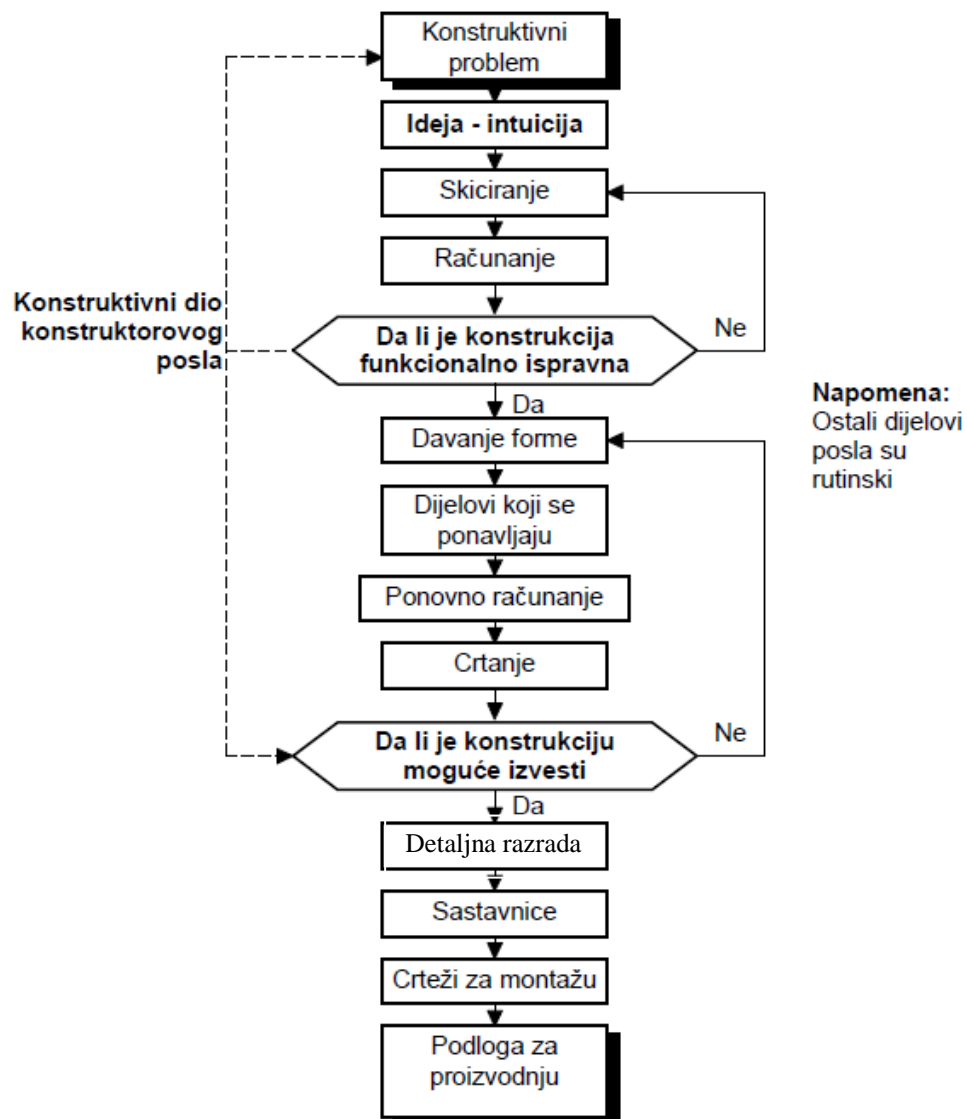 Konstruktivni
problem
Ideja - intuicija
Skiciranje
Računanje
Konstruktivni dio
konstruktorovog
posla
Da li je konstrukcija
funkcionalno ispravna
Ne
Da
Napomena:
Ostali dijelovi
posla su
rutinski
Davanje forme
Dijelovi koji se
ponavljaju
Ponovno računanje
Crtanje
Da li je konstrukciju
moguće izvesti
Ne
Da
Detaljna razrada
Sastavnice
Crteži za montažu
Podloga za
proizvodnju